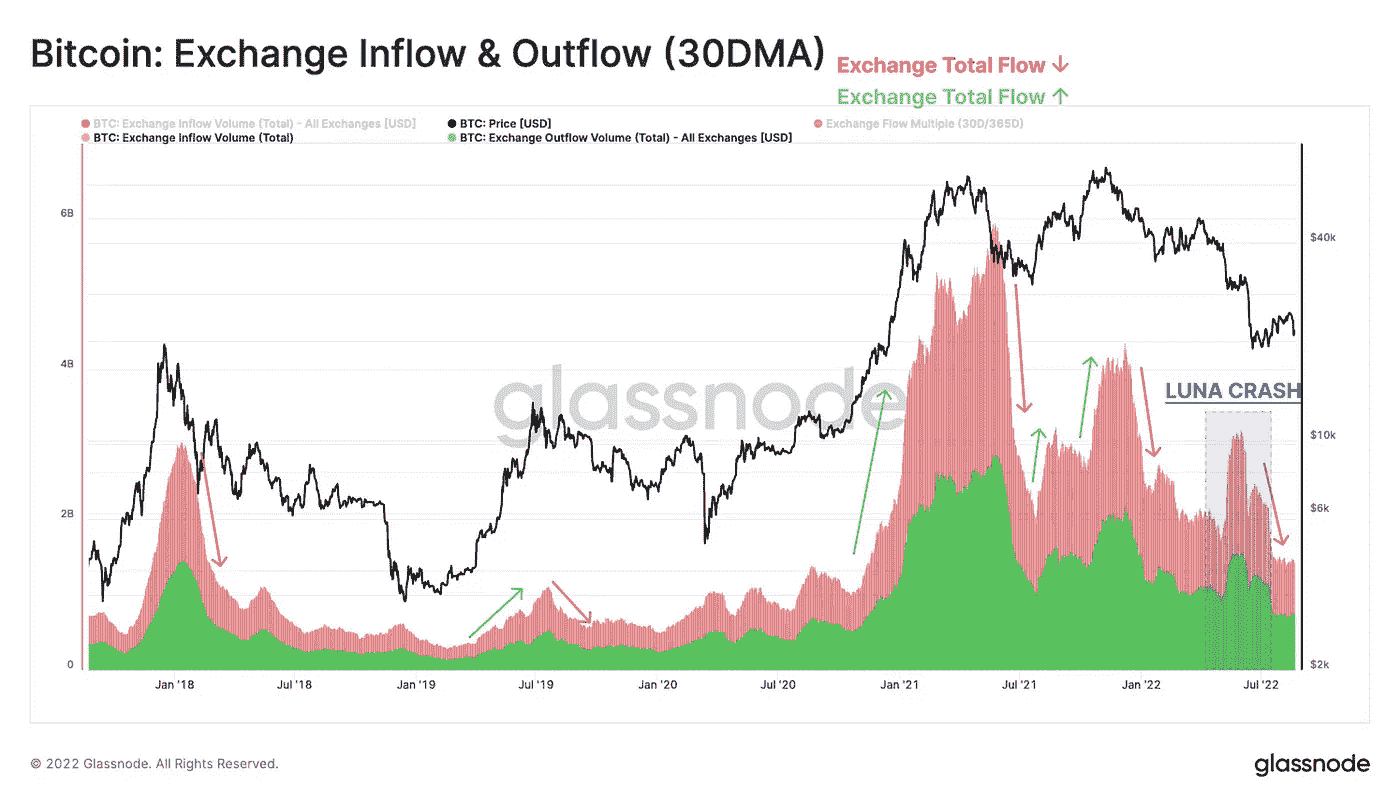 Bitcoin: Exchange Inflow & Outflow (30DMA)
Exchange Total Flow ↓
Exchange Total Flow ↑
BTC: Exchange Inflow Volume (Total) - All Exchanges [USD]
BTC: Price [USD]
Exchange Flow Multiple (30D/365D)
BTC: Exchange Inflow Volume (Total)
BTC: Exchange Outflow Volume (Total) - All Exchanges [USD]
6B
$40k
4B
glassnode
LUNA CRASH
$10k
2B
$6k
0
$2k
Jan '18
Jul '18
Jan '19
Jul '19
Jan '20
Jul '20
Jan '21
Jul '21
Jan '22
Jul '22
© 2022 Glassnode. All Rights Reserved.
glassnode